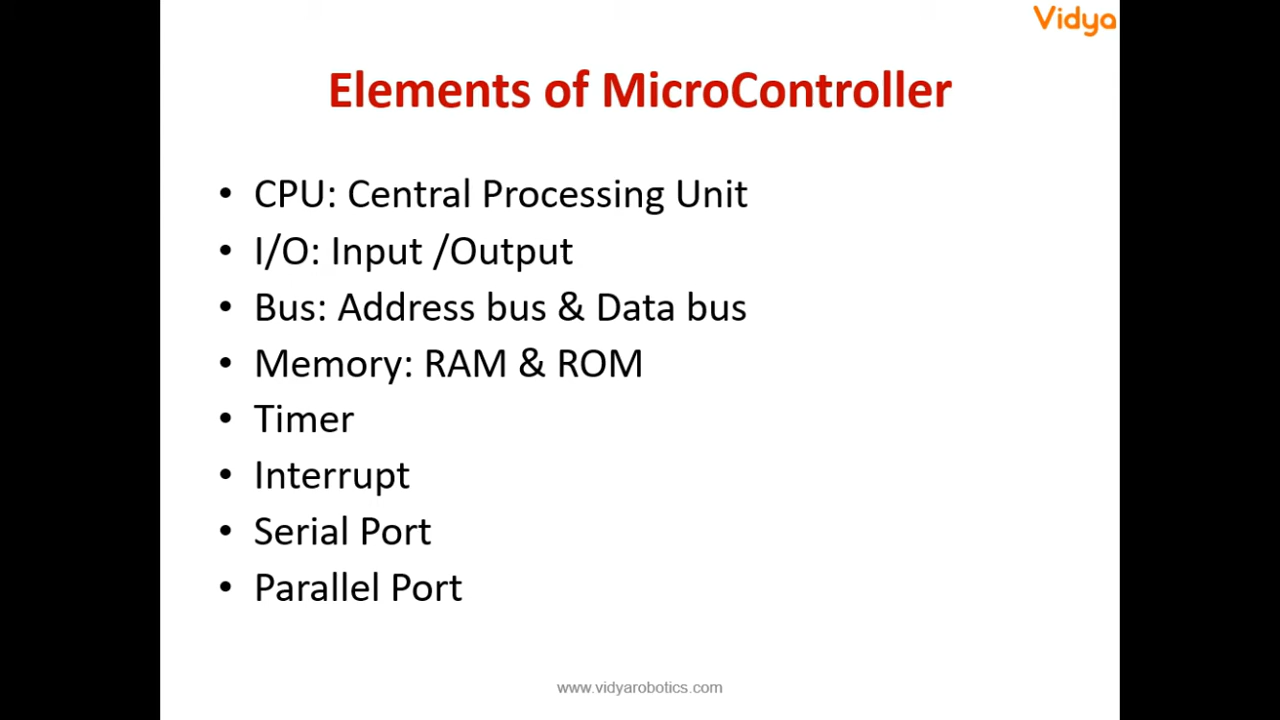 Vidya
Elements of MicroController
• CPU: Central Processing Unit
• I/O: Input /Output
• Bus: Address bus & Data bus
• Memory: RAM & ROM
• Timer
• Interrupt
• Serial Port
• Parallel Port
www.vidyarobotics.com